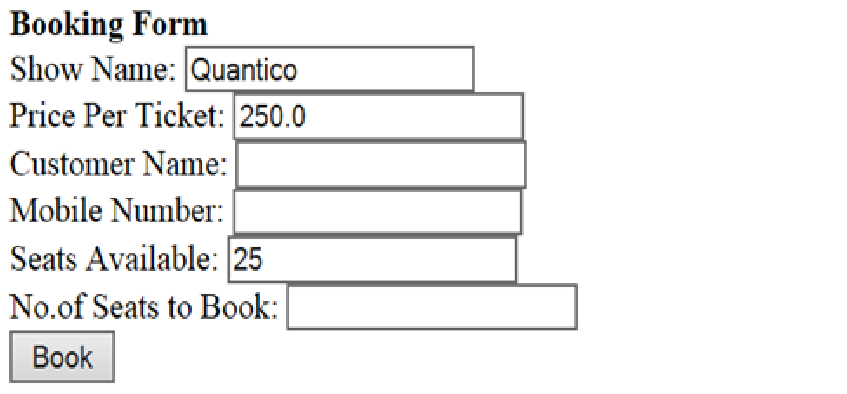 Booking Form
Show Name: Quantico
Price Per Ticket: 250.0
Customer Name:
Mobile Number:
Seats Available: 25
No.of Seats to Book:
Book